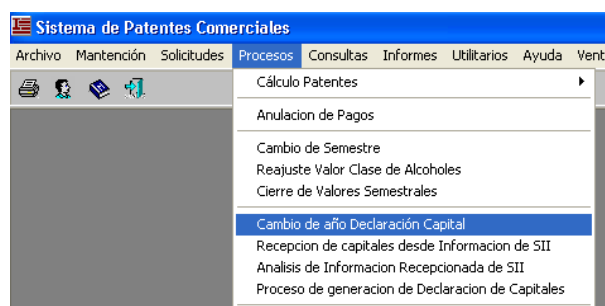 Sistema de Patentes Comerciales
Archivo Mantención Solicitudes Procesos Consultas Informes Utilitarios Ayuda Vent
Cálculo Patentes
Anulacion de Pagos
Cambio de Semestre
Reajuste Valor Clase de Alcoholes
Cierre de Valores Semestrales
Cambio de año Declaración Capital
Recepcion de capitales desde Informacion de SII
Analisis de Informacion Recepcionada de SII
Proceso de generacion de Declaracion de Capitales